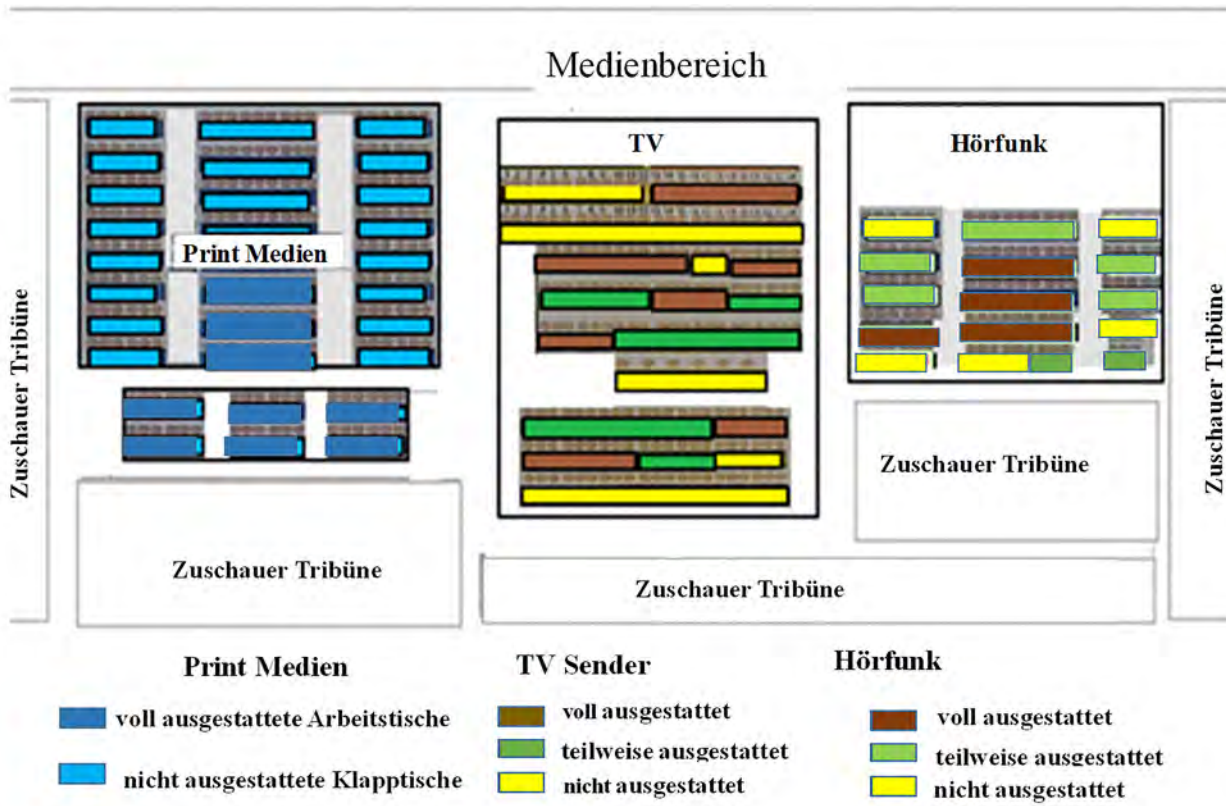 Medienbereich
TV
Hörfunk
Print Medien
Zuschauer Tribüne
Zuschauer Tribüne
Zuschauer Tribüne
Zuschauer Tribüne
Zuschauer Tribüne
Print Medien
voll ausgestattete Arbeitstische
nicht ausgestattete Klapptische
TV Sender
voll ausgestattet
teilweise ausgestattet
nicht ausgestattet
Hörfunk
voll ausgestattet
teilweise ausgestattet
nicht ausgestattet